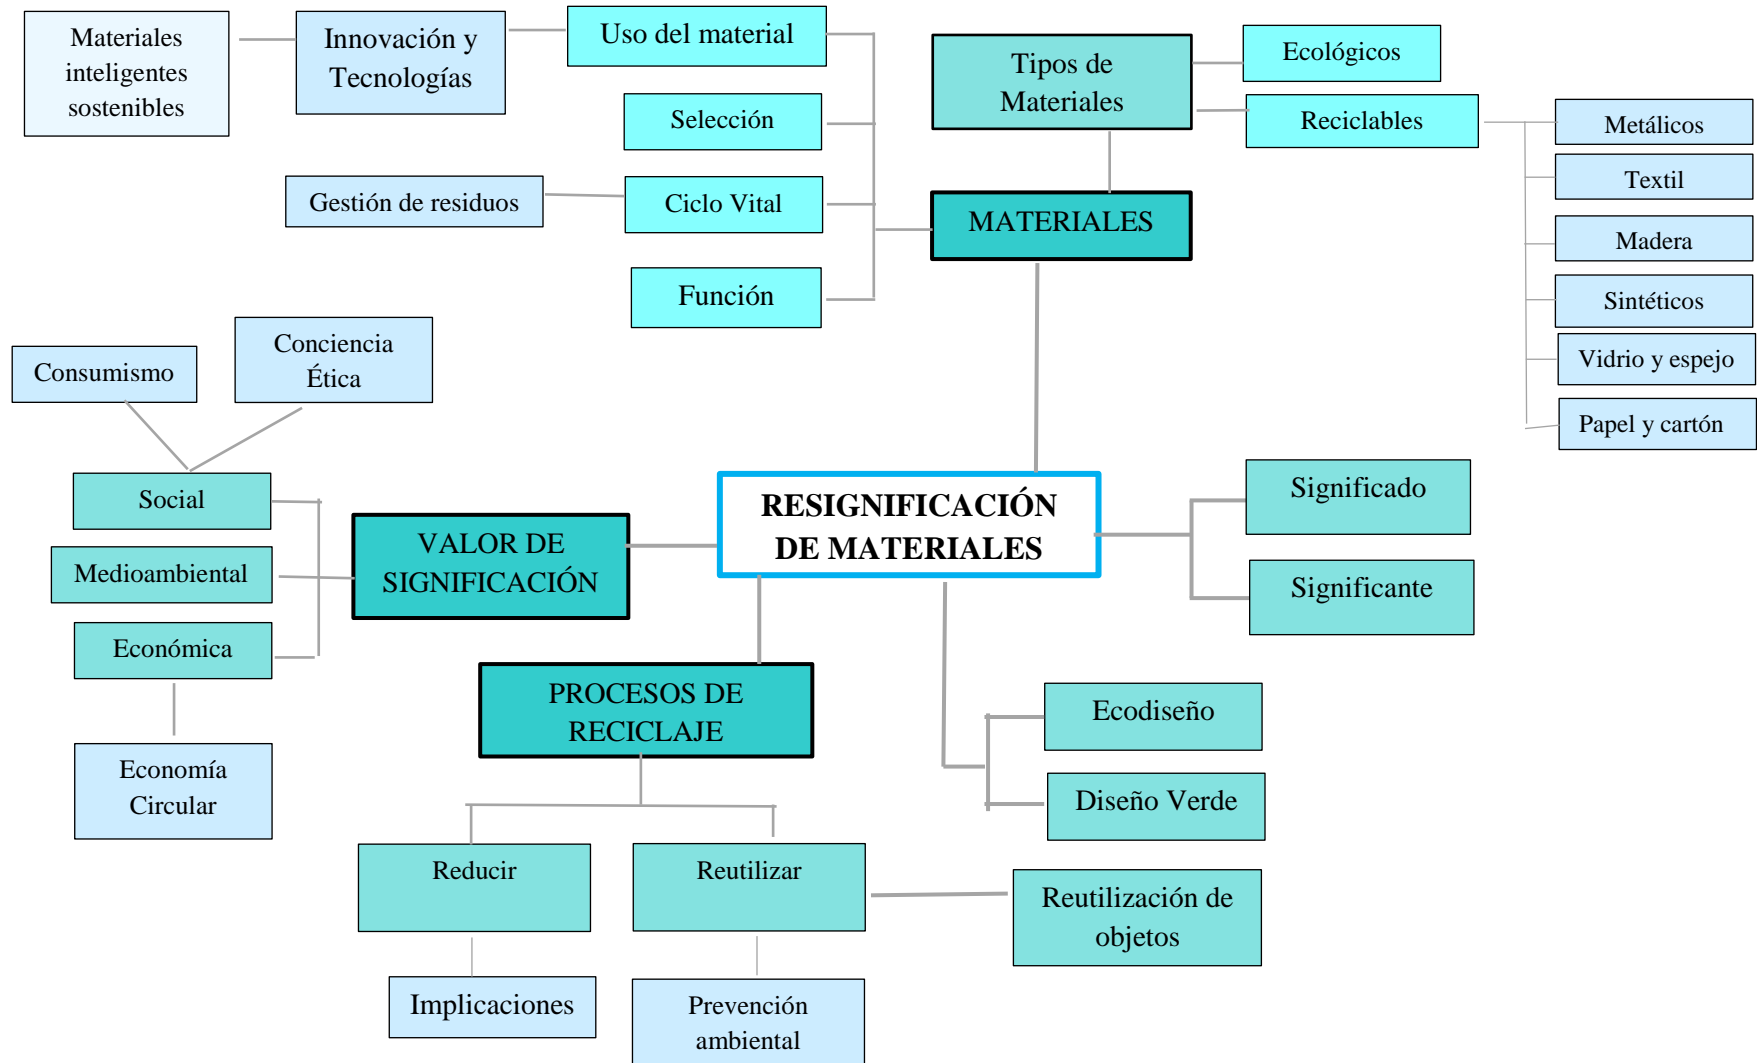 Materiales
inteligentes
sostenibles
Innovación y
Tecnologías
Uso del material
Selección
Gestión de residuos
Ciclo Vital
Función
Tipos de
Materiales
Ecológicos
Reciclables
MATERIALES
Metálicos
Textil
Madera
Sintéticos
Vidrio y espejo
Papel y cartón
Consumismo
Conciencia
Ética
Social
Medioambiental
Económica
Economía
Circular
VALOR DE
SIGNIFICACIÓN
RESIGNIFICACIÓN
DE MATERIALES
Significado
Significante
PROCESOS DE
RECICLAJE
Ecodiseño
Diseño Verde
Reducir
Reutilizar
Reutilización de
objetos
Implicaciones
Prevención
ambiental